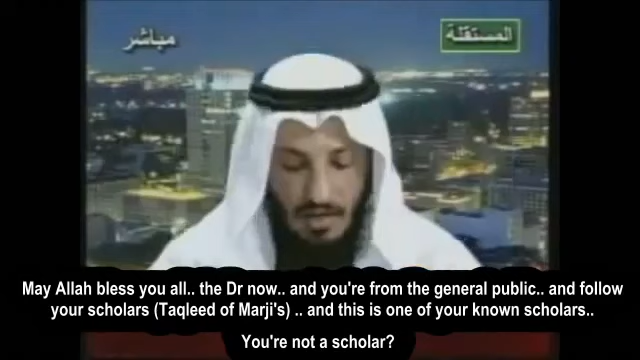 مباشر
المستقلة
May Allah bless you all.. the Dr now.. and you're from the general public.. and follow
your scholars (Taqleed of Marji's) .. and this is one of your known scholars..
You're not a scholar?